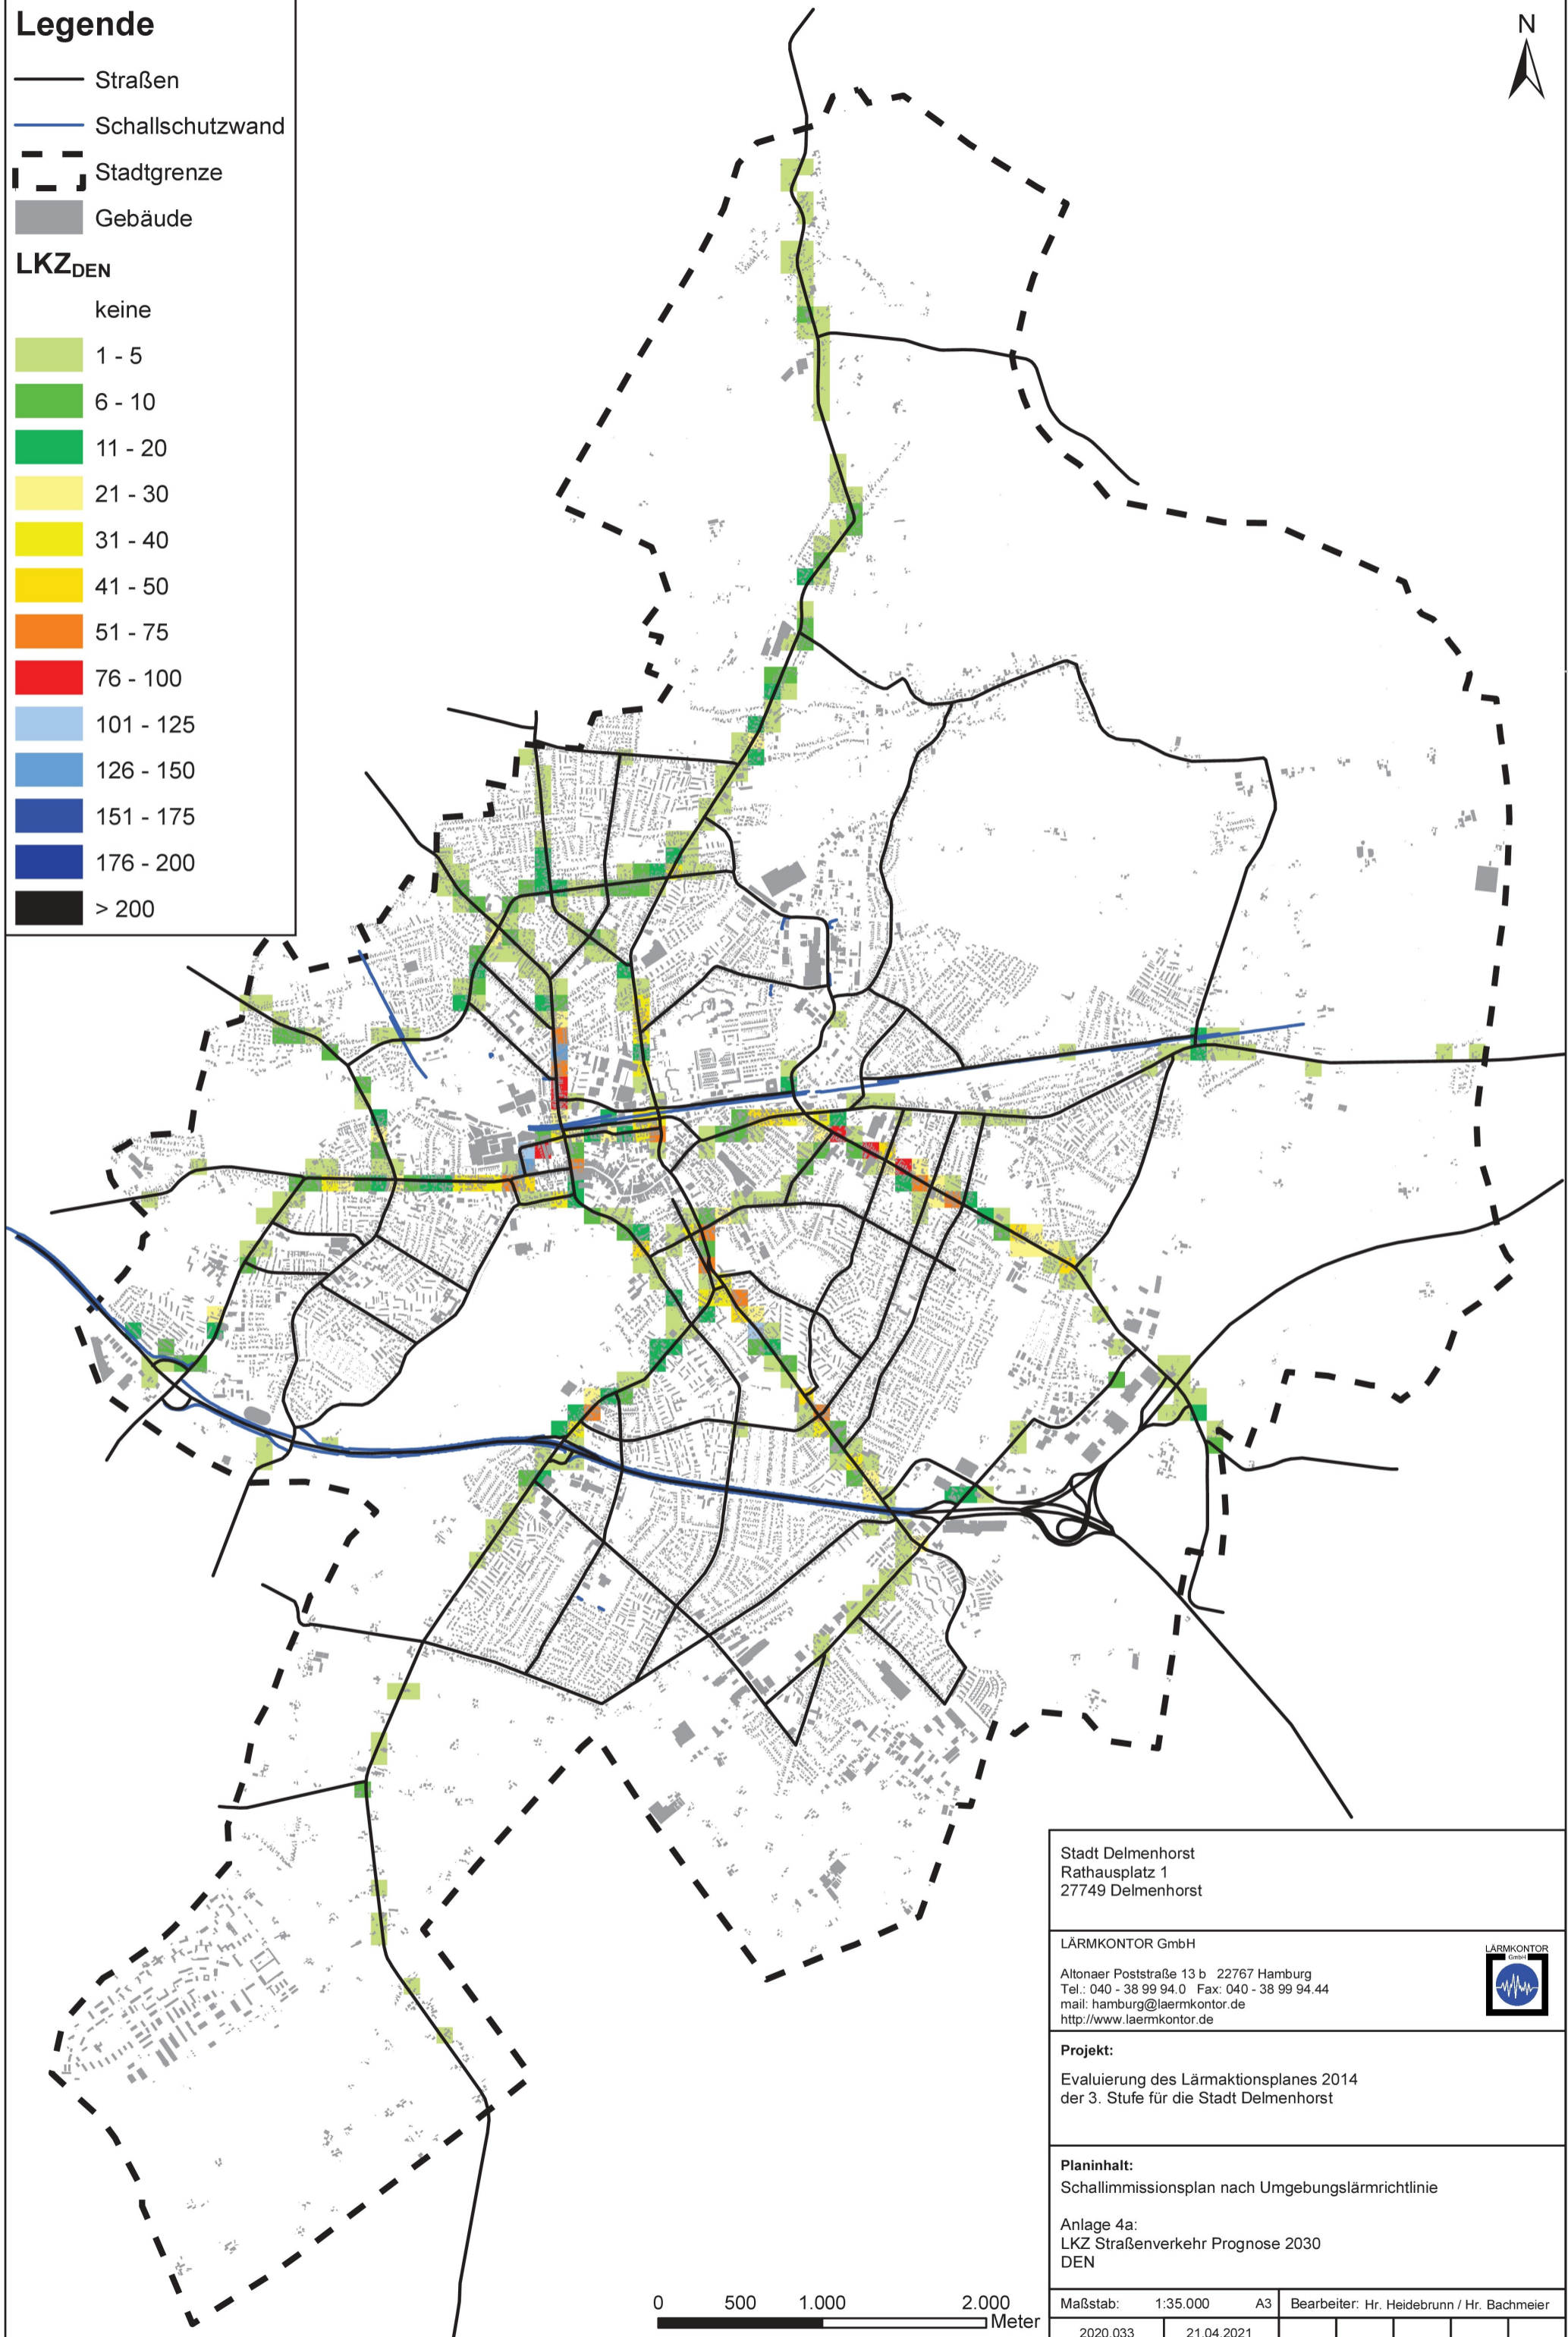 Legende
Straßen
Schallschutzwand
Stadtgrenze
Gebäude
LKZDEN
keine
1 - 5
6 - 10
11 - 20
21 - 30
31 - 40
41 - 50
51 - 75
76 - 100
101 - 125
126 - 150
151 - 175
176 - 200
> 200
N
0 500 1.000 2.000
Meter
Stadt Delmenhorst
Rathausplatz 1
27749 Delmenhorst
LÄRMKONTOR GmbH
Altonaer Poststraße 13 b 22767 Hamburg
Tel.: 040 - 38 99 94.0 Fax: 040 - 38 99 94.44
mail: hamburg@laermkontor.de
http://www.laermkontor.de
LÄRMKONTOR
GmbH
Projekt:
Evaluierung des Lärmaktionsplanes 2014
der 3. Stufe für die Stadt Delmenhorst
Planinhalt:
Schallimmissionsplan nach Umgebungslärmrichtlinie
Anlage 4a:
LKZ Straßenverkehr Prognose 2030
DEN
Maßstab: 1:35.000 A3 Bearbeiter: Hr. Heidebrunn / Hr. Bachmeier
2020.033 21.04.2021